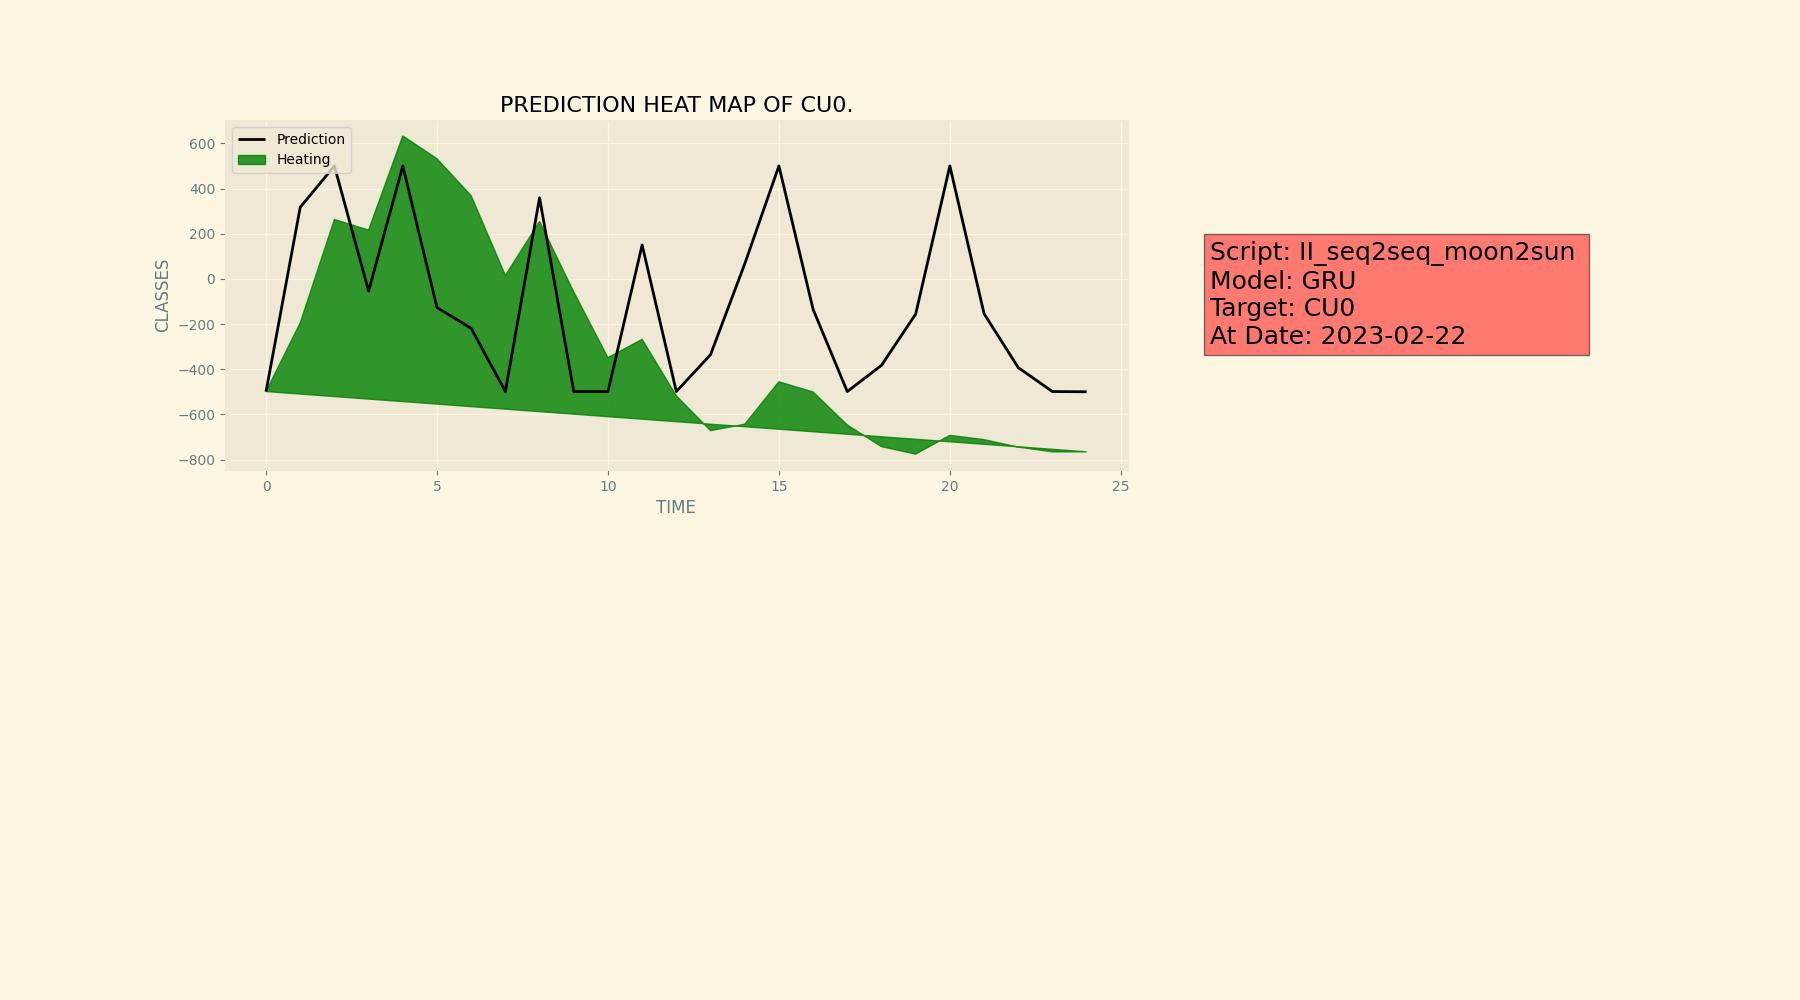 PREDICTION HEAT MAP OF CU0.
Prediction
Heating
600
400
200
0
−200
−400
−600
−800
CLASSES
0 5 10 15 20 25
TIME
Script: II_seq2seq_moon2sun
Model: GRU
Target: CU0
At Date: 2023-02-22